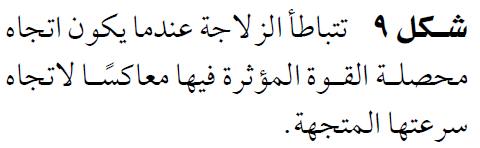 شكل ٩ تتباطأ الزلاجة عندما يكون اتجاه
محصلة القوة المؤثرة فيها معاكسًا لاتجاه
سرعتها المتجهة.